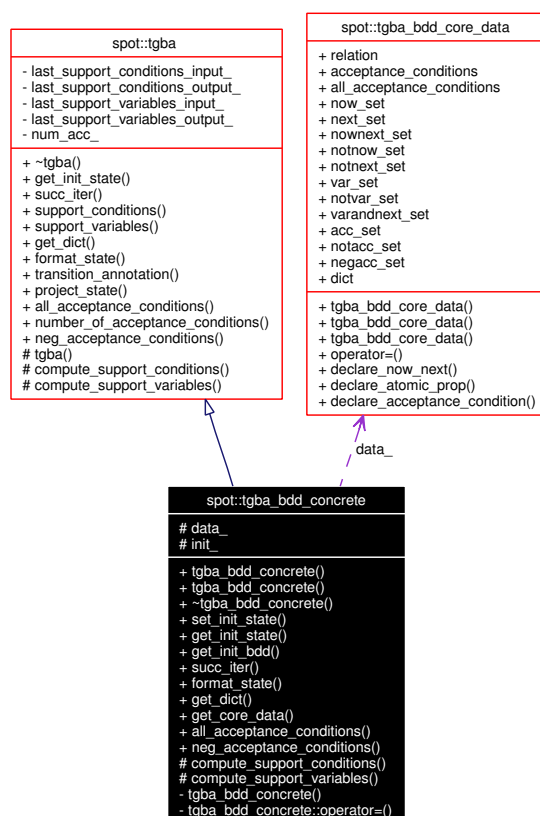 spot::tgba
- last_support_conditions_input_
- last_support_conditions_output_
- last_support_variables_input_
- last_support_variables_output_
- num_acc_
+ ~tgba()
+ get_init_state()
+ succ_iter()
+ support_conditions()
+ support_variables()
+ get_dict()
+ format_state()
+ transition_annotation()
+ project_state()
+ all_acceptance_conditions()
+ number_of_acceptance_conditions()
+ neg_acceptance_conditions()
# tgba()
# compute_support_conditions()
# compute_support_variables()
spot::tgba_bdd_core_data
+ relation
+ acceptance_conditions
+ all_acceptance_conditions
+ now_set
+ next_set
+ nownext_set
+ notnow_set
+ notnext_set
+ var_set
+ notvar_set
+ varandnext_set
+ acc_set
+ notacc_set
+ negacc_set
+ dict
+ tgba_bdd_core_data()
+ tgba_bdd_core_data()
+ tgba_bdd_core_data()
+ operator=()
+ declare_now_next()
+ declare_atomic_prop()
+ declare_acceptance_condition()
data_
spot::tgba_bdd_concrete
# data_
# init_
+ tgba_bdd_concrete()
+ tgba_bdd_concrete()
+ ~tgba_bdd_concrete()
+ set_init_state()
+ get_init_state()
+ get_init_bdd()
+ succ_iter()
+ format_state()
+ get_dict()
+ get_core_data()
+ all_acceptance_conditions()
+ neg_acceptance_conditions()
# compute_support_conditions()
# compute_support_variables()
- tgba_bdd_concrete()
- tgba_bdd_concrete::operator=()